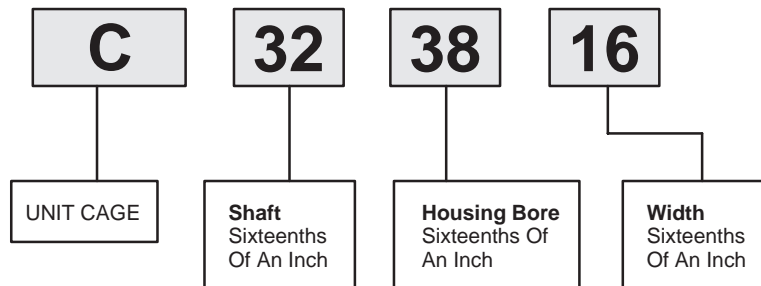 C 32 38 16
UNIT CAGE
Shaft
Sixteenths
Of An Inch
Housing Bore
Sixteenths Of
An Inch
Width
Sixteenths
Of An Inch